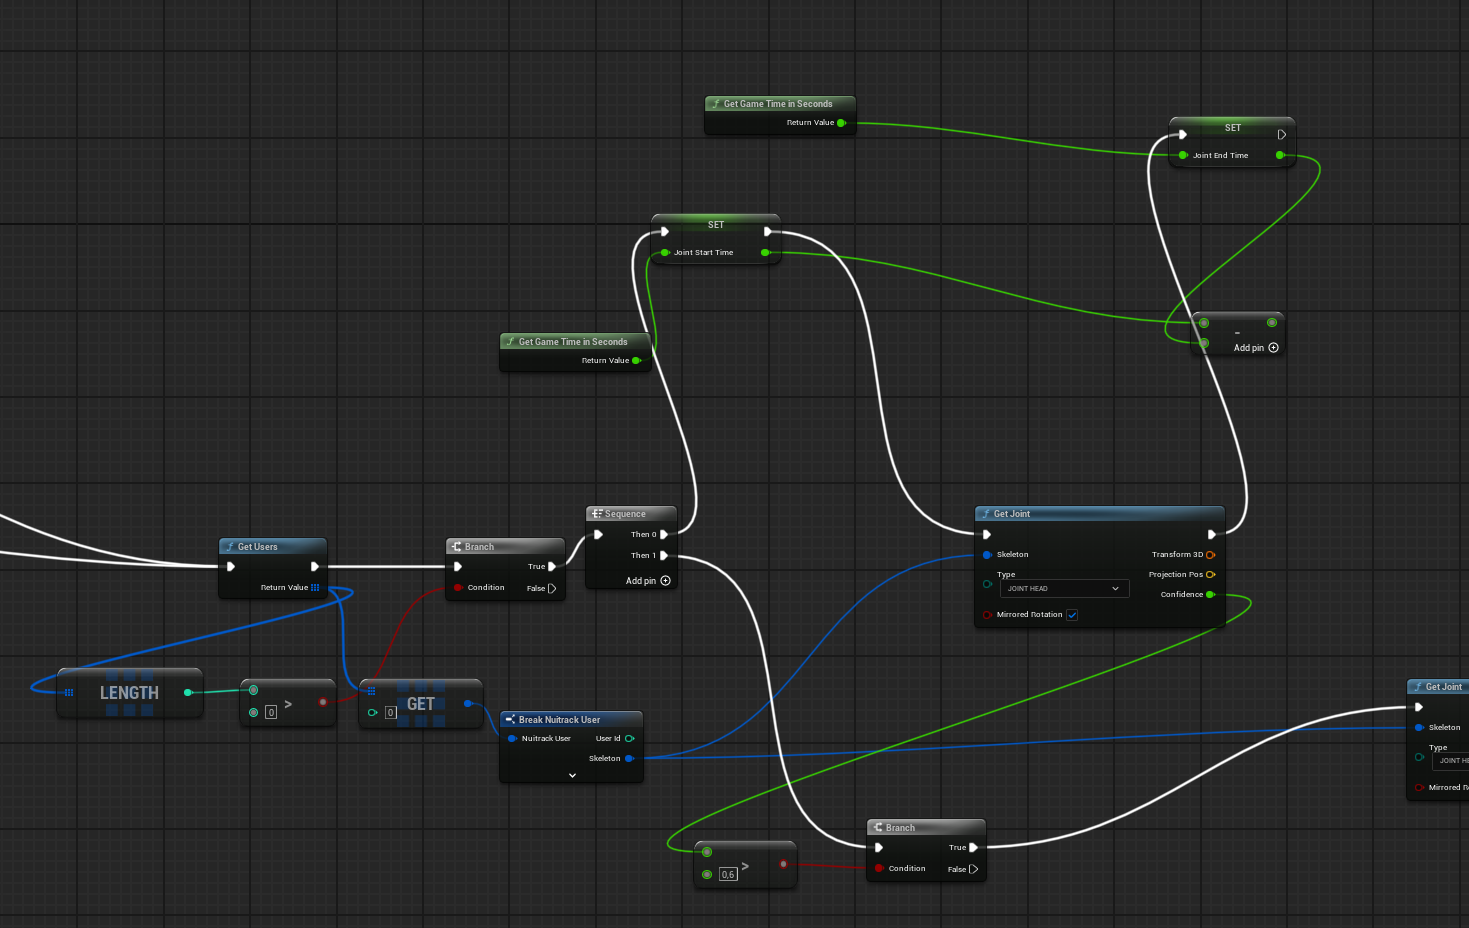 Get Game Time in Seconds
Return Value
SET
Joint End Time
SET
Joint Start Time
-
Add pin
Get Game Time in Seconds
Return Value
Sequence
Then 0
Then 1
Add pin
Get Joint
Skeleton
Transform 3D
Type
Projection Pos
JOINT HEAD
Confidence
Mirrored Rotation
Get Users
Return Value
Branch
True
Condition
False
LENGTH
>
0
GET
0
Break Nuitrack User
Nuitrack User
User Id
Skeleton
Get Joint
Skeleton
Type
JOINT HE
Mirrored R
Branch
True
Condition
False
>
0,6